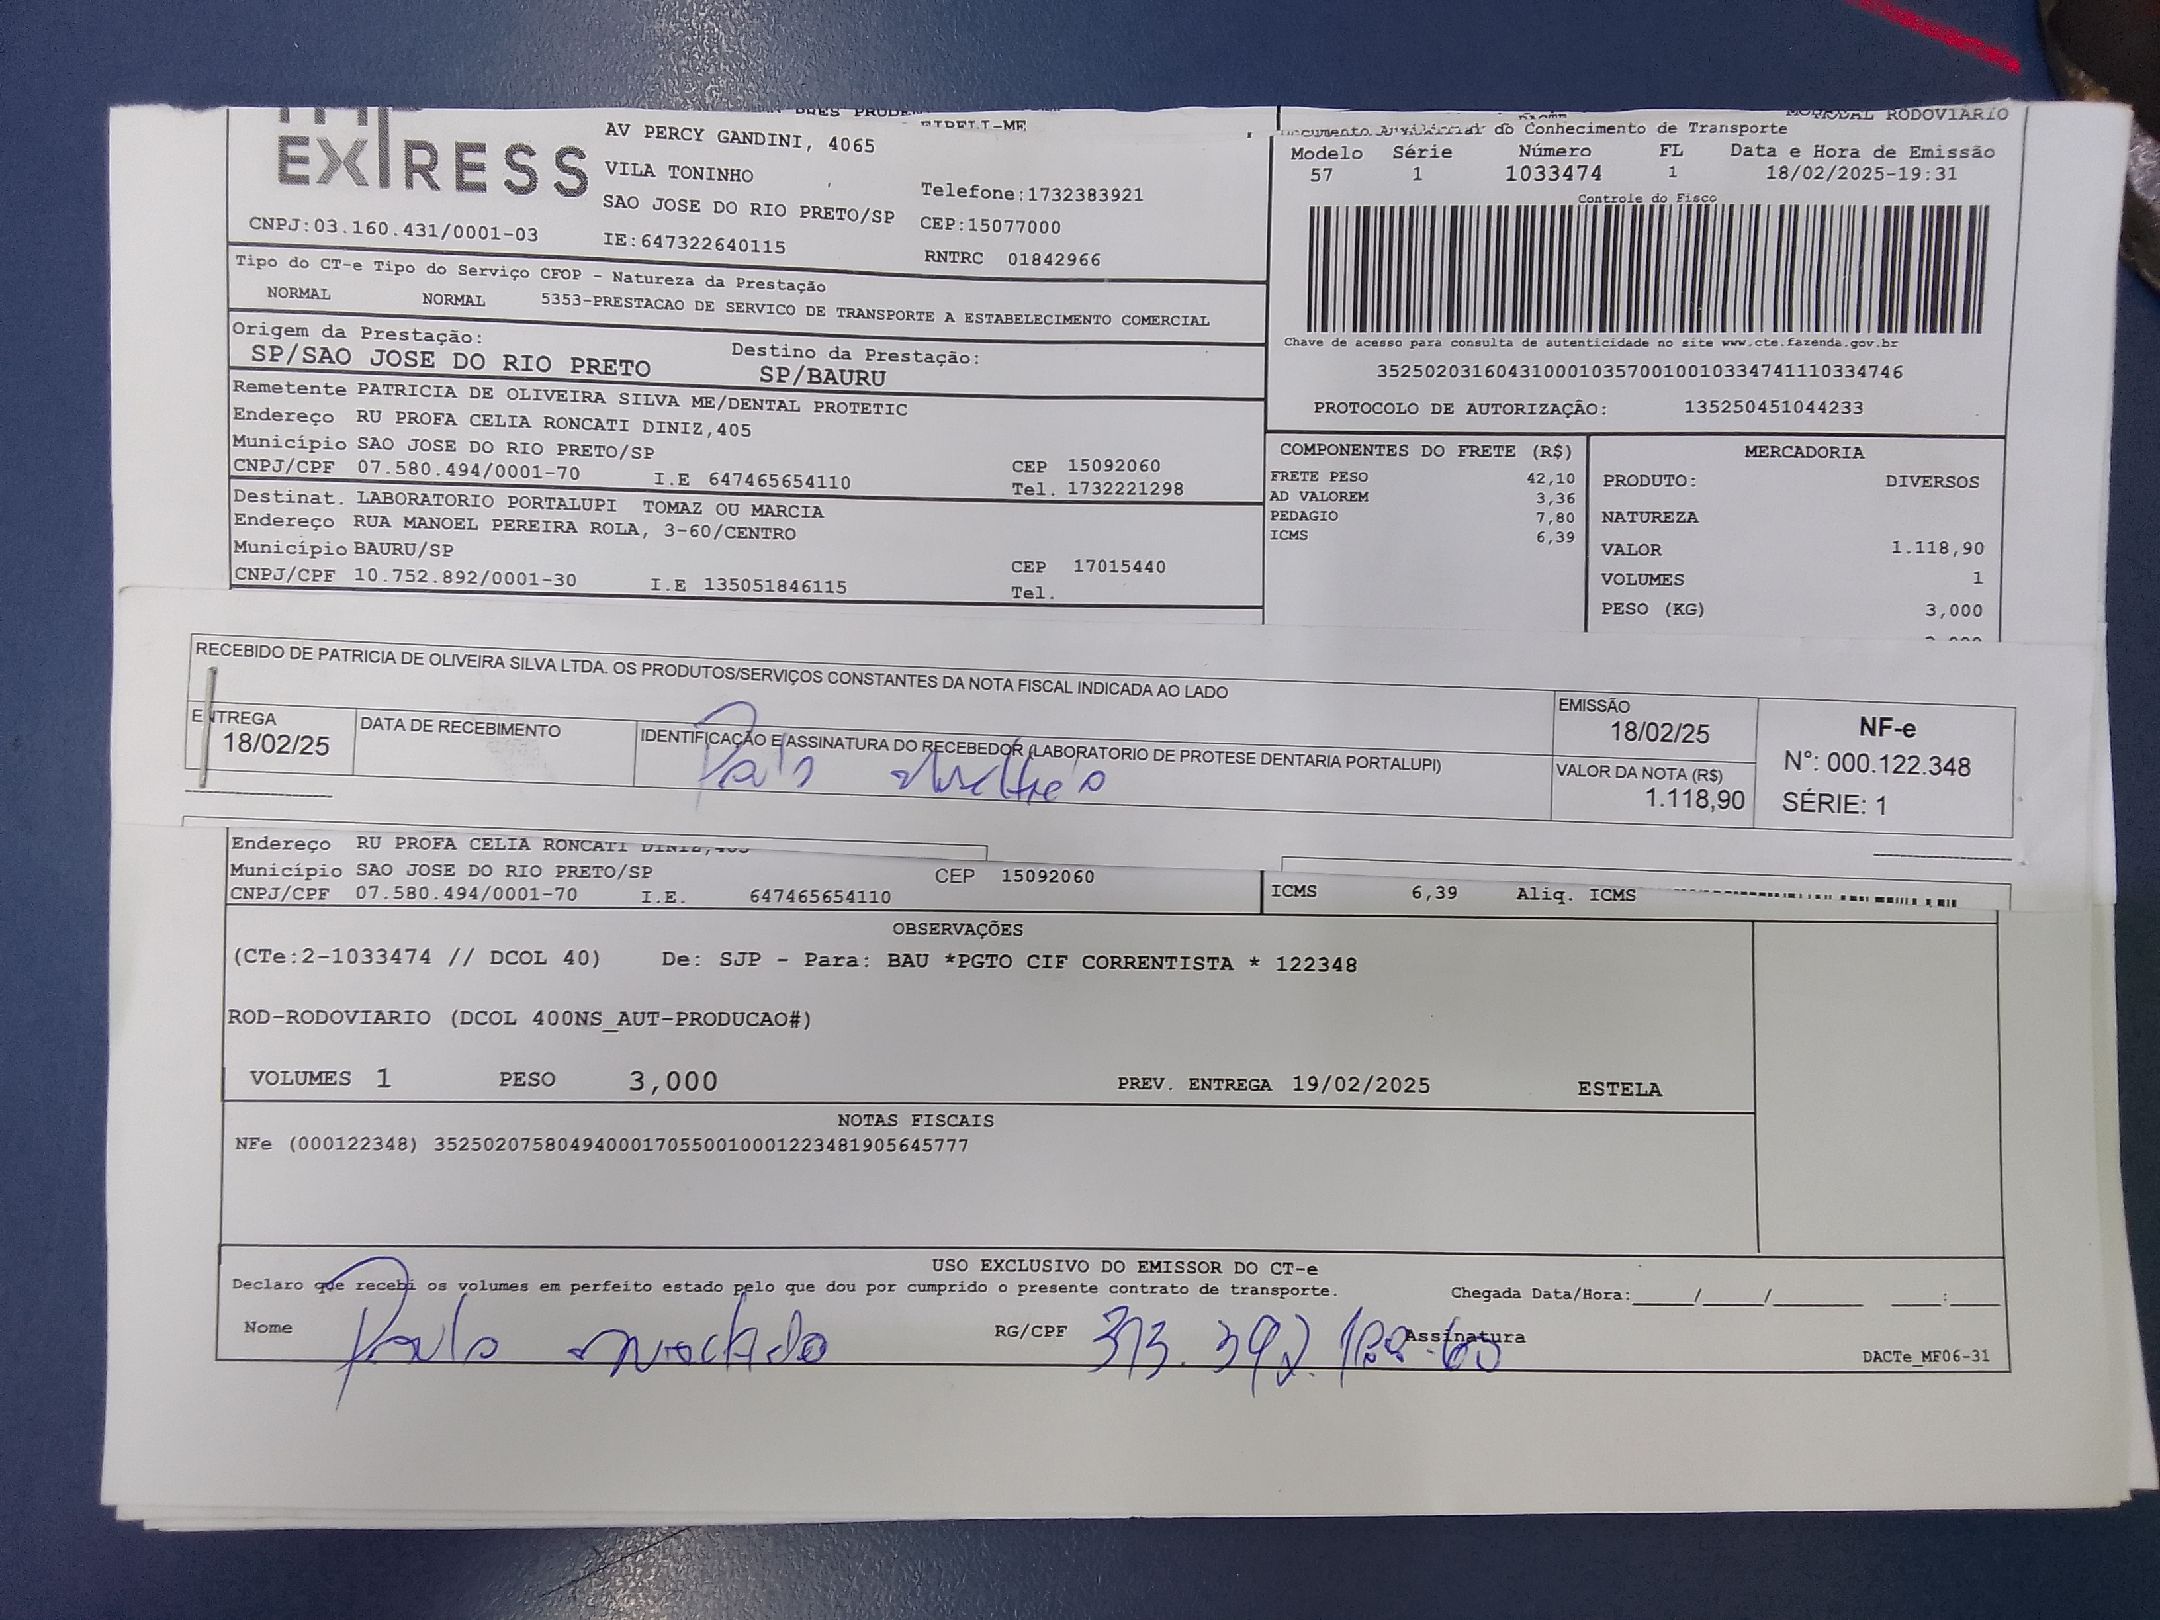 EXPRESS
AV PERCY GANDINI, 4065
VILA TONINHO
SAO JOSE DO RIO PRETO/SP
IE:647322640115
Telefone:1732383921
CEP:15077000
RNTRC 01842966
CNPJ:03.160.431/0001-03
MODAL RODOVIÁRIO
Documento Auxiliar do Conhecimento de Transporte
Modelo Série Número FL Data e Hora de Emissão
57 1 1033474 1 18/02/2025-19:31
Controle do Fisco
Chave de acesso para consulta de autenticidade no site www.cte.fazenda.gov.br
35250203160431000103570010010334741110334746
PROTOCOLO DE AUTORIZAÇÃO: 135250451044233
Tipo do CT-e Tipo do Serviço CFOP - Natureza da Prestação
NORMAL NORMAL 5353-PRESTACAO DE SERVICO DE TRANSPORTE A ESTABELECIMENTO COMERCIAL
Origem da Prestação: Destino da Prestação:
SP/SAO JOSE DO RIO PRETO SP/BAURU
Remetente PATRICIA DE OLIVEIRA SILVA ME/DENTAL PROTETIC
Endereço RU PROFA CELIA RONCATI DINIZ,405
Município SAO JOSE DO RIO PRETO/SP CEP 15092060
CNPJ/CPF 07.580.494/0001-70 I.E 647465654110 Tel. 1732221298
Destinat. LABORATORIO PORTALUPI TOMAZ OU MARCIA
Endereço RUA MANOEL PEREIRA ROLA, 3-60/CENTRO
Município BAURU/SP CEP 17015440
CNPJ/CPF 10.752.892/0001-30 I.E 135051846115 Tel.
COMPONENTES DO FRETE (R$)
FRETE PESO 42,10
AD VALOREM 3,36
PEDAGIO 7,80
ICMS 6,39
MERCADORIA
PRODUTO: DIVERSOS
NATUREZA
VALOR 1.118,90
VOLUMES 1
PESO (KG) 3,000
RECEBIDO DE PATRICIA DE OLIVEIRA SILVA LTDA. OS PRODUTOS/SERVIÇOS CONSTANTES DA NOTA FISCAL INDICADA AO LADO
ENTREGA
18/02/25
DATA DE RECEBIMENTO
IDENTIFICAÇÃO E ASSINATURA DO RECEBEDOR (LABORATORIO DE PROTESE DENTARIA PORTALUPI)
EMISSÃO
18/02/25
VALOR DA NOTA (R$)
1.118,90
NF-e
N°: 000.122.348
SÉRIE: 1
Endereço RU PROFA CELIA RONCATI DINIZ,405
Município SAO JOSE DO RIO PRETO/SP CEP 15092060
CNPJ/CPF 07.580.494/0001-70 I.E. 647465654110
ICMS 6,39 Aliq. ICMS
OBSERVAÇÕES
(CTe:2-1033474 // DCOL 40) De: SJP - Para: BAU *PGTO CIF CORRENTISTA * 122348
ROD-RODOVIARIO (DCOL 400NS_AUT-PRODUCAO#)
VOLUMES 1 PESO 3,000 PREV. ENTREGA 19/02/2025 ESTELA
NOTAS FISCAIS
NFe (000122348) 35250207580494000170550010001223481905645777
USO EXCLUSIVO DO EMISSOR DO CT-e
Declaro que recebi os volumes em perfeito estado pelo que dou por cumprido o presente contrato de transporte. Chegada Data/Hora:_____/_____/_______ ____:____
Nome Paulo Machado RG/CPF Assinatura
DACTe_MF06-31